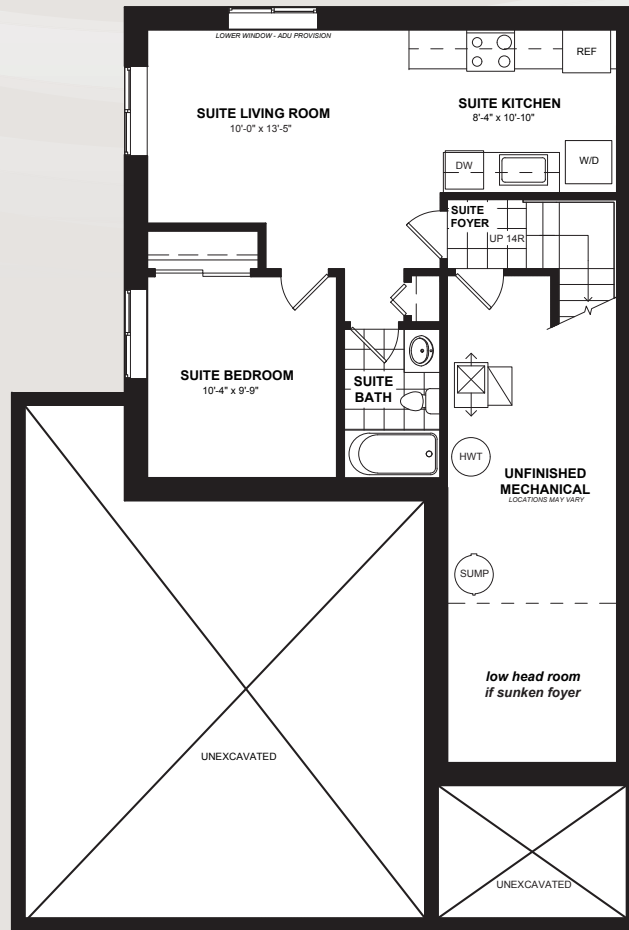 LOWER WINDOW - ADU PROVISION
REF
SUITE LIVING ROOM
10'-0" x 13'-5"
SUITE KITCHEN
8'-4" x 10'-10"
DW
W/D
SUITE
FOYER
UP 14R
SUITE BEDROOM
10'-4" x 9'-9"
SUITE
BATH
HWT
UNFINISHED
MECHANICAL
LOCATIONS MAY VARY
SUMP
low head room
if sunken foyer
UNEXCAVATED
UNEXCAVATED